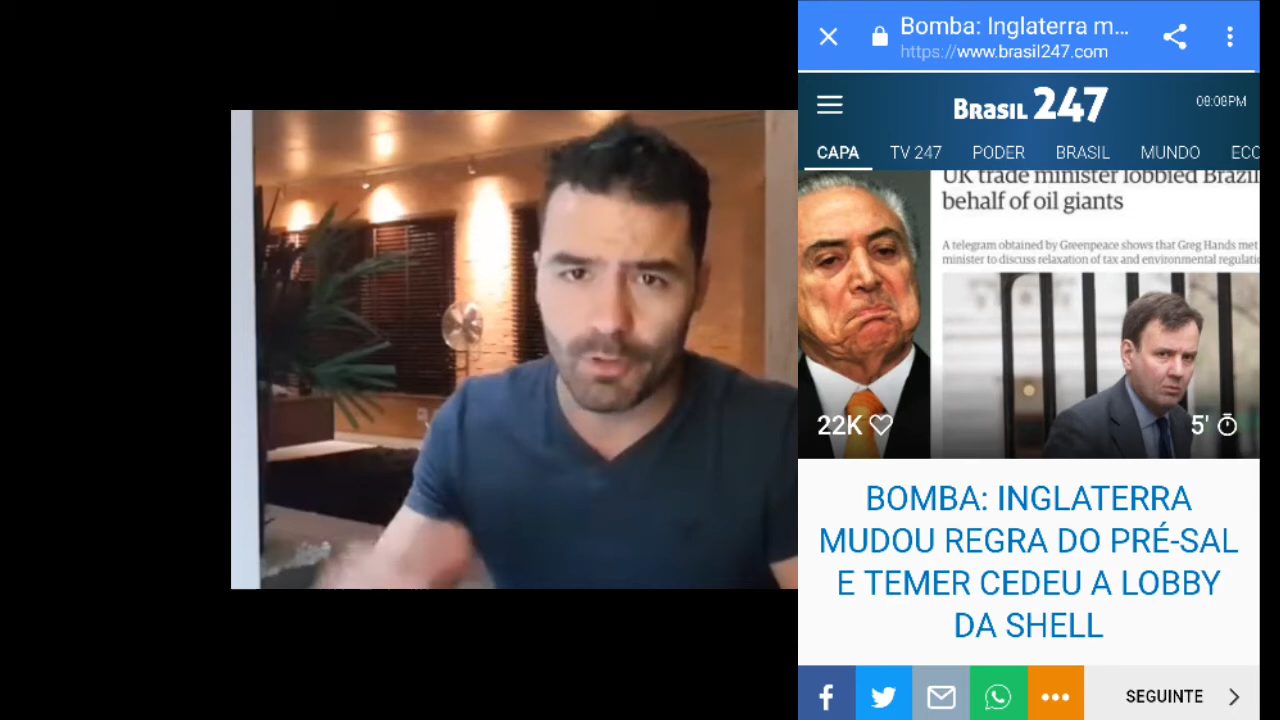 Bomba: Inglaterra m...
https://www.brasil247.com
BRASIL 247
08:08PM
CAPA TV 247 PODER BRASIL MUNDO ECC
UK trade minister lobbied Brazil
behalf of oil giants
A telegram obtained by Greenpeace shows that Greg Hands met
minister to discuss relaxation of tax and environmental regulatio
22K
5'
BOMBA: INGLATERRA
MUDOU REGRA DO PRÉ-SAL
E TEMER CEDEU A LOBBY
DA SHELL
SEGUINTE